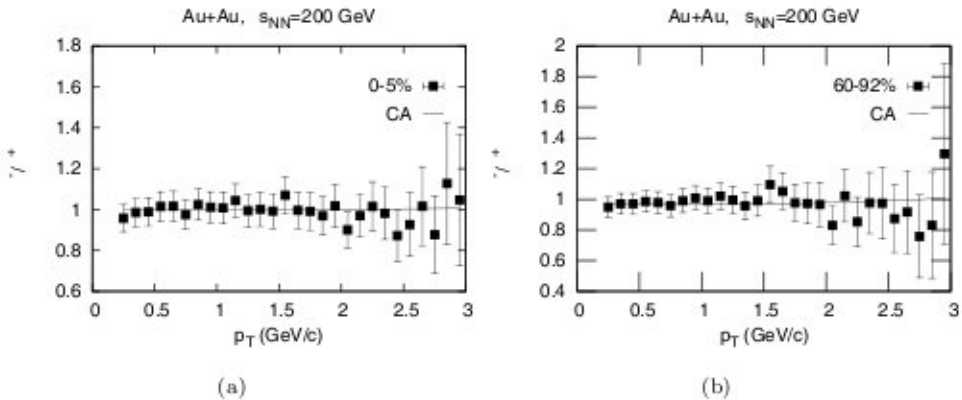 Au+Au, s_NN=200 GeV
1.8
1.6
1.4
1.2
1
0.8
0.6
-/+
0-5%
CA
0 0.5 1 1.5 2 2.5 3
p_T (GeV/c)
(a)
Au+Au, s_NN=200 GeV
2
1.8
1.6
1.4
1.2
1
0.8
0.6
0.4
-/+
60-92%
CA
0 0.5 1 1.5 2 2.5 3
p_T (GeV/c)
(b)